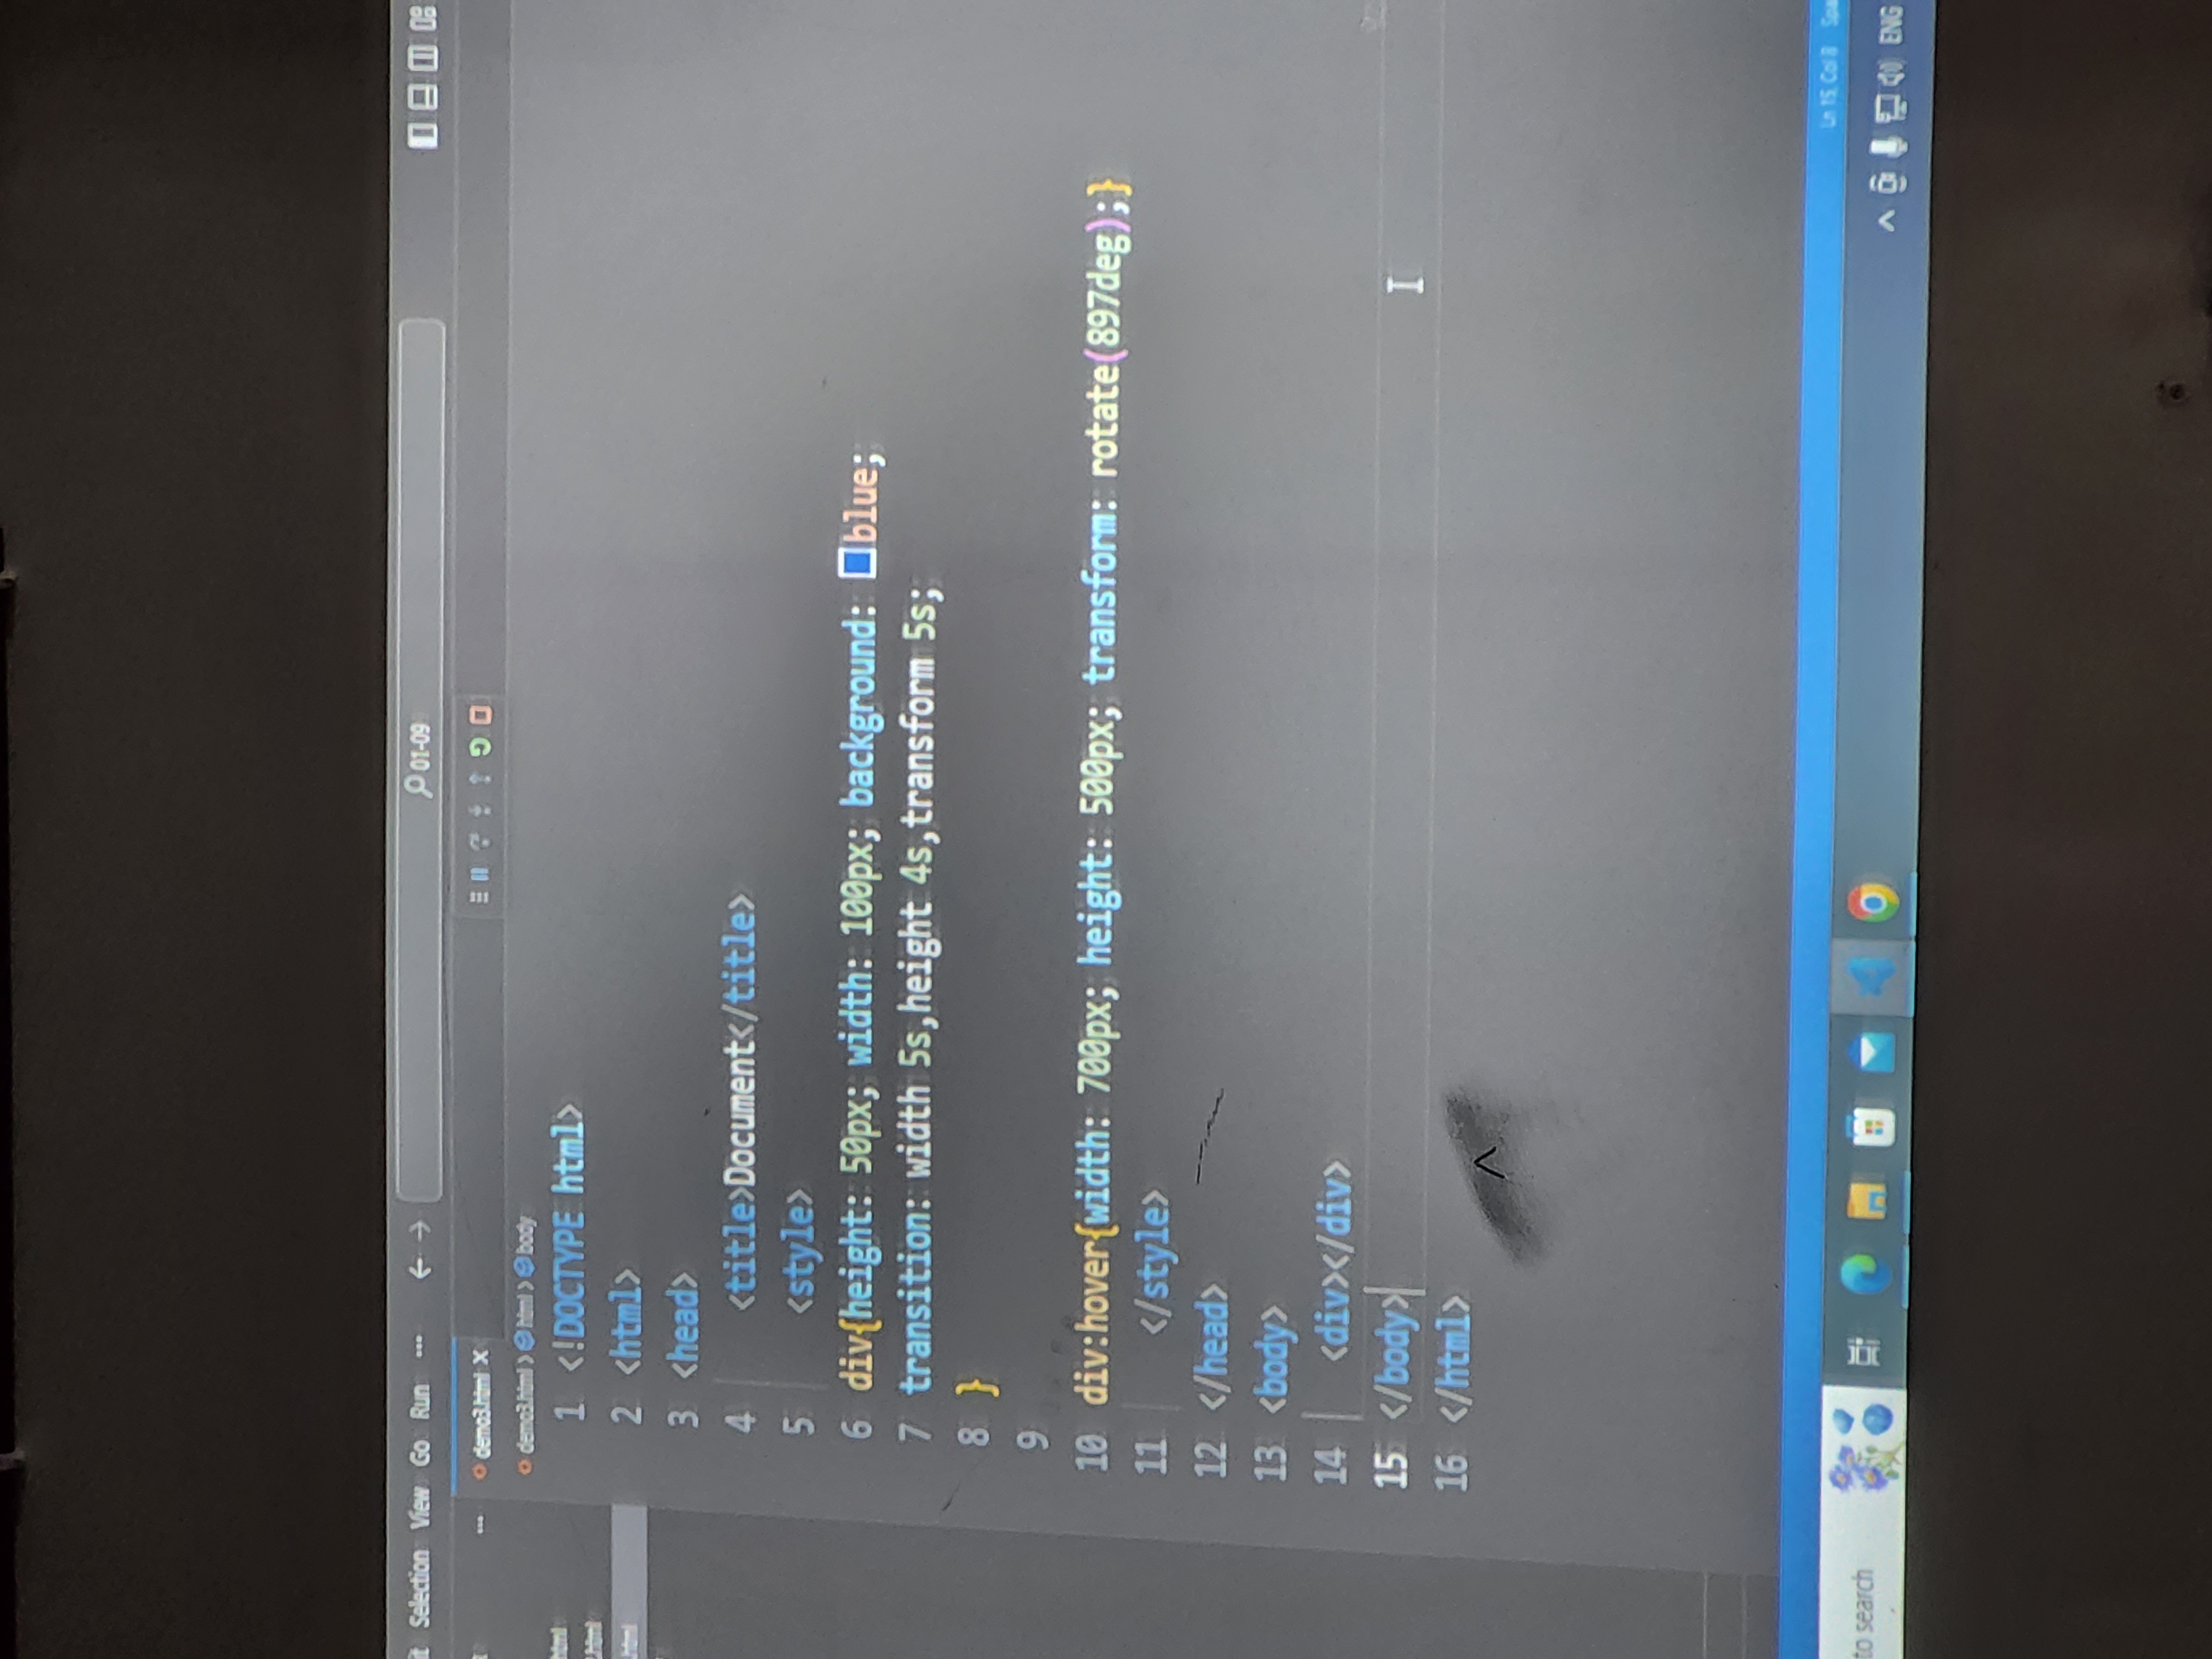 Selection View Go Run ··· ← → 01-09
··· demo3.html X
demo3.html > html > body
html
.html
.html
1 <!DOCTYPE html>
2 <html>
3 <head>
4 <title>Document</title>
5 <style>
6 div{height: 50px; width: 100px; background: blue;
7 transition: width 5s,height 4s,transform 5s;
8 }
9
10 div:hover{width: 700px; height: 500px; transform: rotate(897deg);}
11 </style>
12 </head>
13 <body>
14 <div></div>
15 </body>
16 </html>
Ln 15, Col 8
to search
ENG